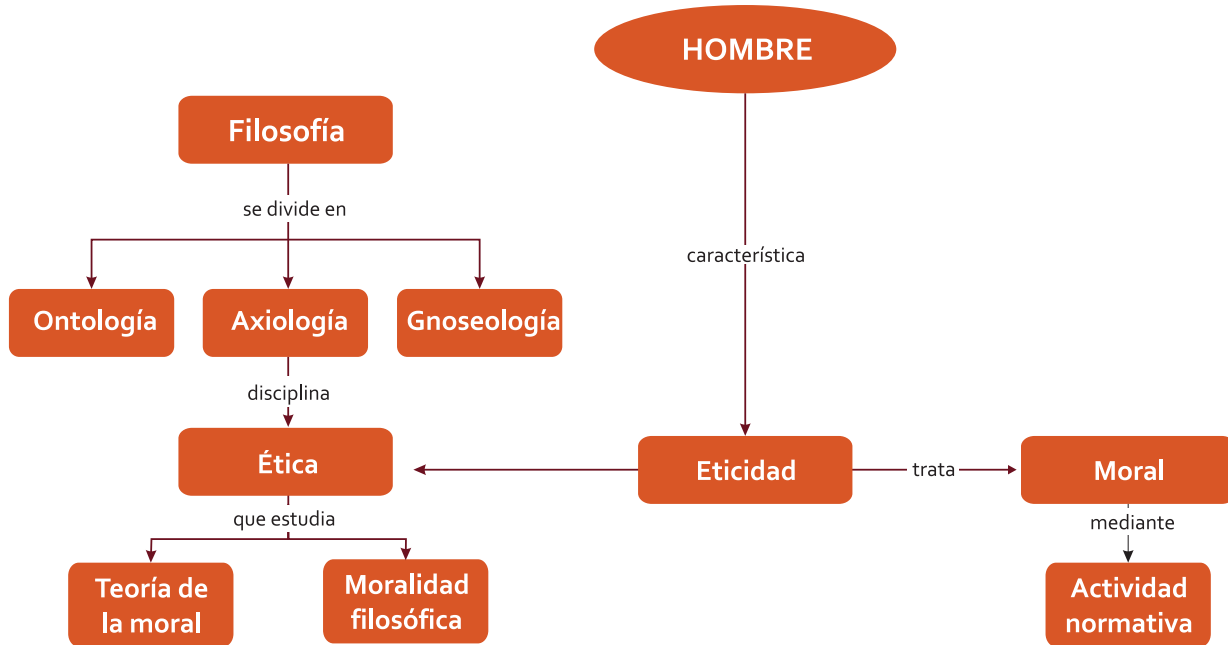 HOMBRE
Filosofía
se divide en
característica
Ontología
Axiología
Gnoseología
disciplina
Ética
Eticidad
trata
Moral
que estudia
mediante
Teoría de
la moral
Moralidad
filosófica
Actividad
normativa